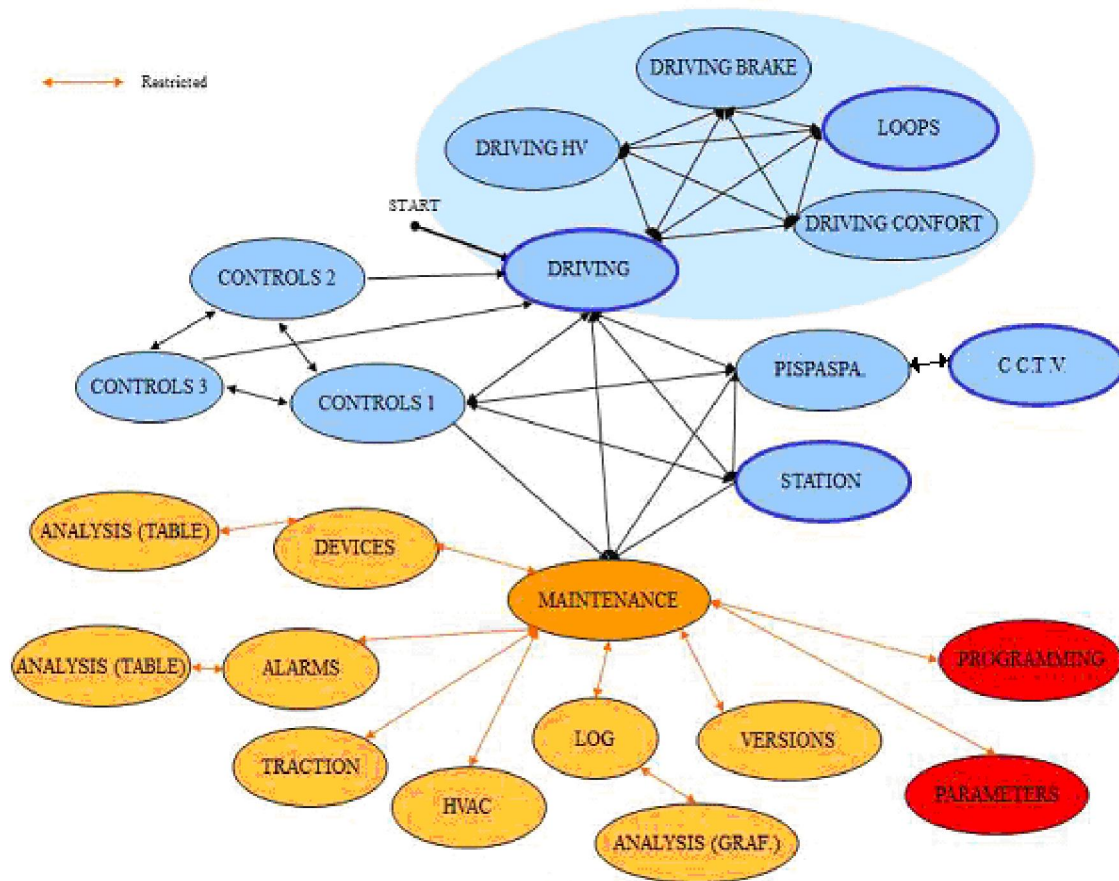 DRIVING BRAKE
Restricted
LOOPS
DRIVING HV
START
DRIVING CONFORT
DRIVING
CONTROLS 2
PISPASPA.
C.C.T.V.
CONTROLS 3
CONTROLS 1
STATION
ANALYSIS (TABLE)
DEVICES
MAINTENANCE
ANALYSIS (TABLE)
ALARMS
PROGRAMMING
LOG
VERSIONS
TRACTION
PARAMETERS
HVAC
ANALYSIS (GRAF.)